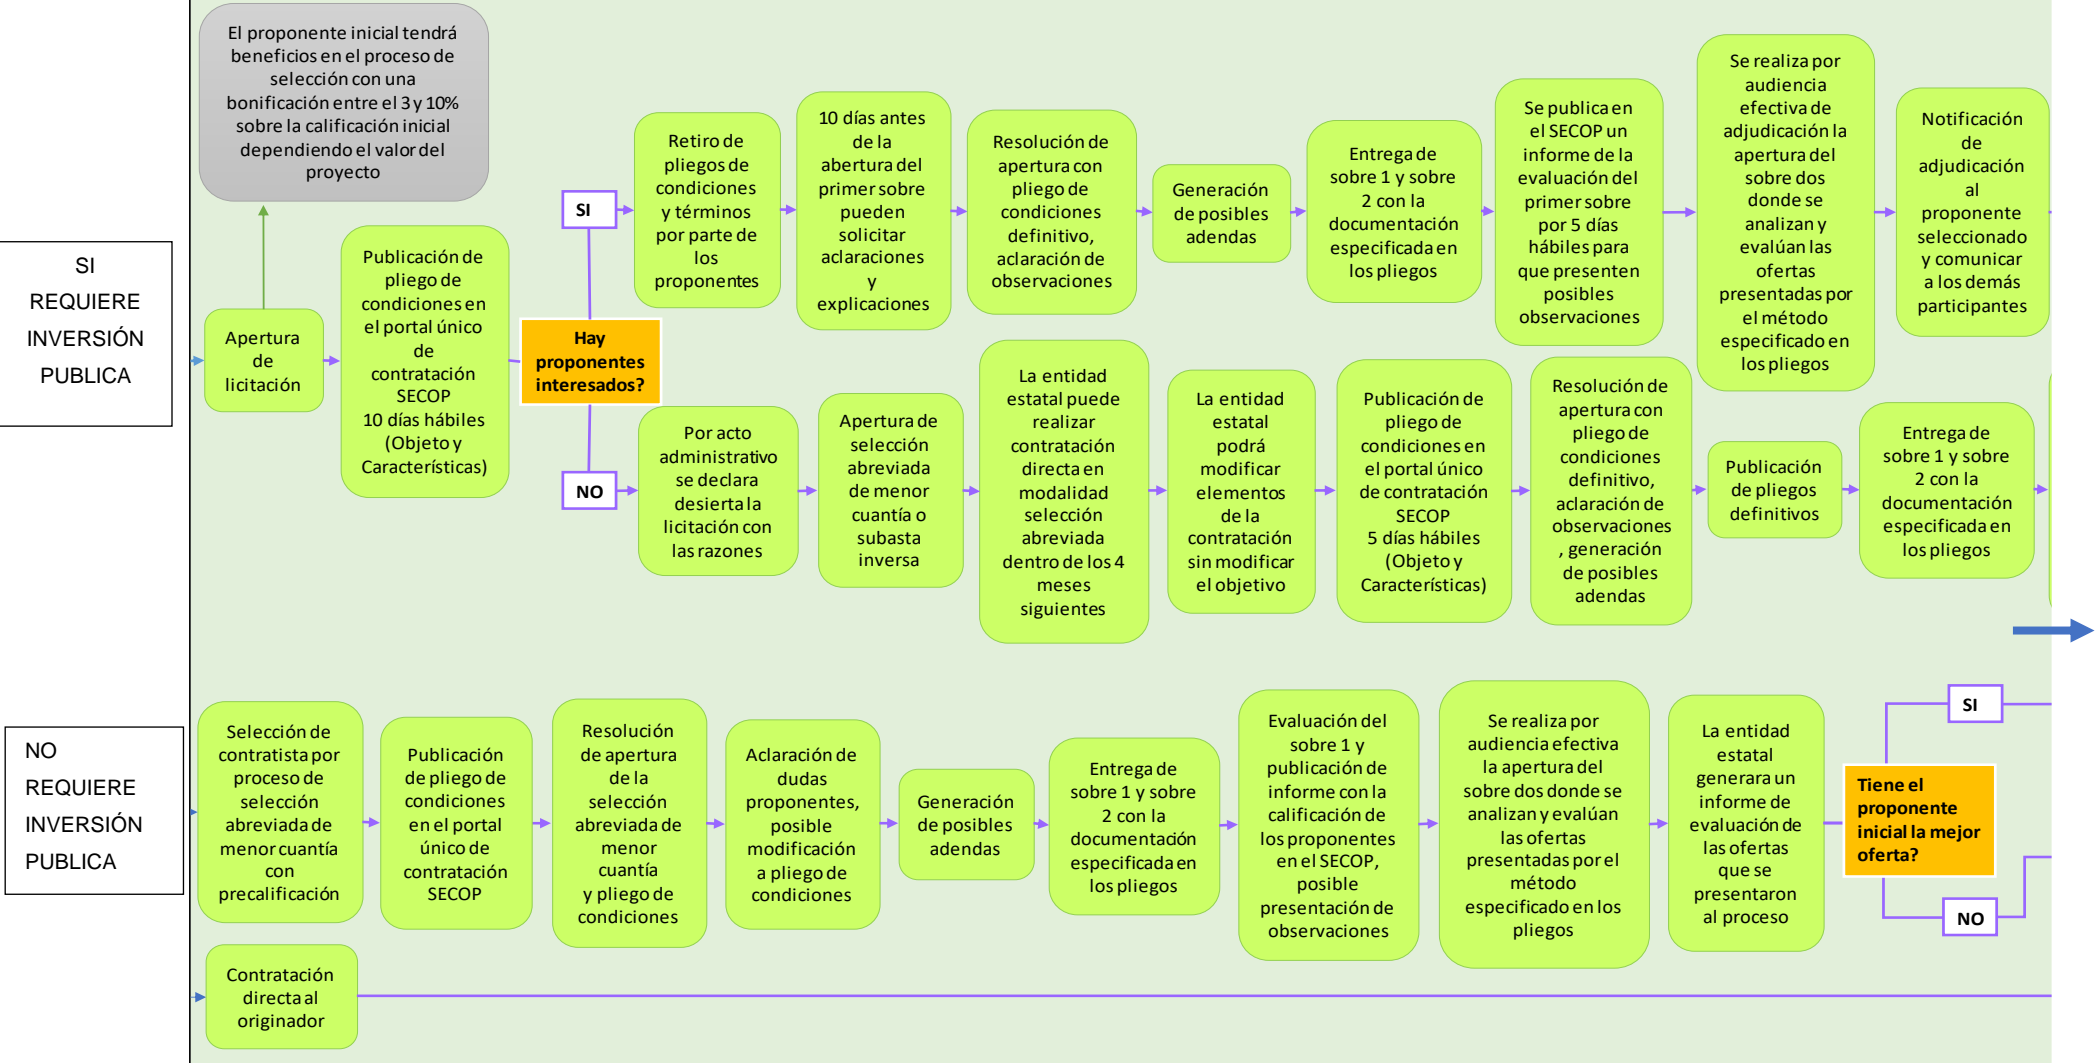 El proponente inicial tendrá
beneficios en el proceso de
selección con una
bonificación entre el 3 y 10%
sobre la calificación inicial
dependiendo el valor del
proyecto
SI
REQUIERE
INVERSIÓN
PUBLICA
Apertura
de
licitación
Publicación de
pliego de
condiciones en
el portal único
de
contratación
SECOP
10 días hábiles
(Objeto y
Características)
Hay
proponentes
interesados?
SI
Retiro de
pliegos de
condiciones
y términos
por parte de
los
proponentes
10 días antes
de la
abertura del
primer sobre
pueden
solicitar
aclaraciones
y
explicaciones
Resolución de
apertura con
pliego de
condiciones
definitivo,
aclaración de
observaciones
Generación
de posibles
adendas
Entrega de
sobre 1 y sobre
2 con la
documentación
especificada en
los pliegos
Se publica en
el SECOP un
informe de la
evaluación del
primer sobre
por 5 días
hábiles para
que presenten
posibles
observaciones
Se realiza por
audiencia
efectiva de
adjudicación la
apertura del
sobre dos
donde se
analizan y
evalúan las
ofertas
presentadas por
el método
especificado en
los pliegos
Notificación
de
adjudicación
al
proponente
seleccionado
y comunicar
a los demás
participantes
NO
Por acto
administrativo
se declara
desierta la
licitación con
las razones
Apertura de
selección
abreviada
de menor
cuantía o
subasta
inversa
La entidad
estatal puede
realizar
contratación
directa en
modalidad
selección
abreviada
dentro de los 4
meses
siguientes
La entidad
estatal
podrá
modificar
elementos
de la
contratación
sin modificar
el objetivo
Publicación de
pliego de
condiciones en
el portal único
de contratación
SECOP
5 días hábiles
(Objeto y
Características)
Resolución de
apertura con
pliego de
condiciones
definitivo,
aclaración de
observaciones
, generación
de posibles
adendas
Publicación
de pliegos
definitivos
Entrega de
sobre 1 y sobre
2 con la
documentación
especificada en
los pliegos
NO
REQUIERE
INVERSIÓN
PUBLICA
Selección de
contratista por
proceso de
selección
abreviada de
menor cuantía
con
precalificación
Publicación
de pliego de
condiciones
en el portal
único de
contratación
SECOP
Resolución
de apertura
de la
selección
abreviada de
menor
cuantía
y pliego de
condiciones
Aclaración de
dudas
proponentes,
posible
modificación
a pliego de
condiciones
Generación
de posibles
adendas
Entrega de
sobre 1 y sobre
2 con la
documentación
especificada en
los pliegos
Evaluación del
sobre 1 y
publicación de
informe con la
calificación de
los proponentes
en el SECOP,
posible
presentación de
observaciones
Se realiza por
audiencia efectiva
la apertura del
sobre dos donde se
analizan y evalúan
las ofertas
presentadas por el
método
especificado en los
pliegos
La entidad
estatal
generara un
informe de
evaluación de
las ofertas
que se
presentaron
al proceso
Tiene el
proponente
inicial la mejor
oferta?
SI
NO
Contratación
directa al
originador